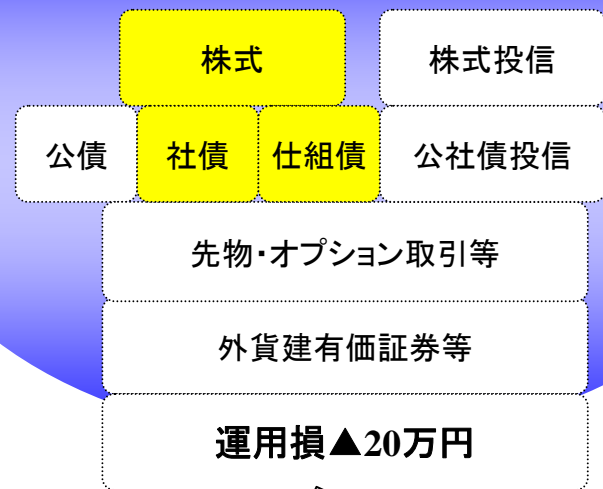 株式 株式投信
公債 社債 仕組債 公社債投信
先物・オプション取引等
外貨建有価証券等
運用損▲20万円